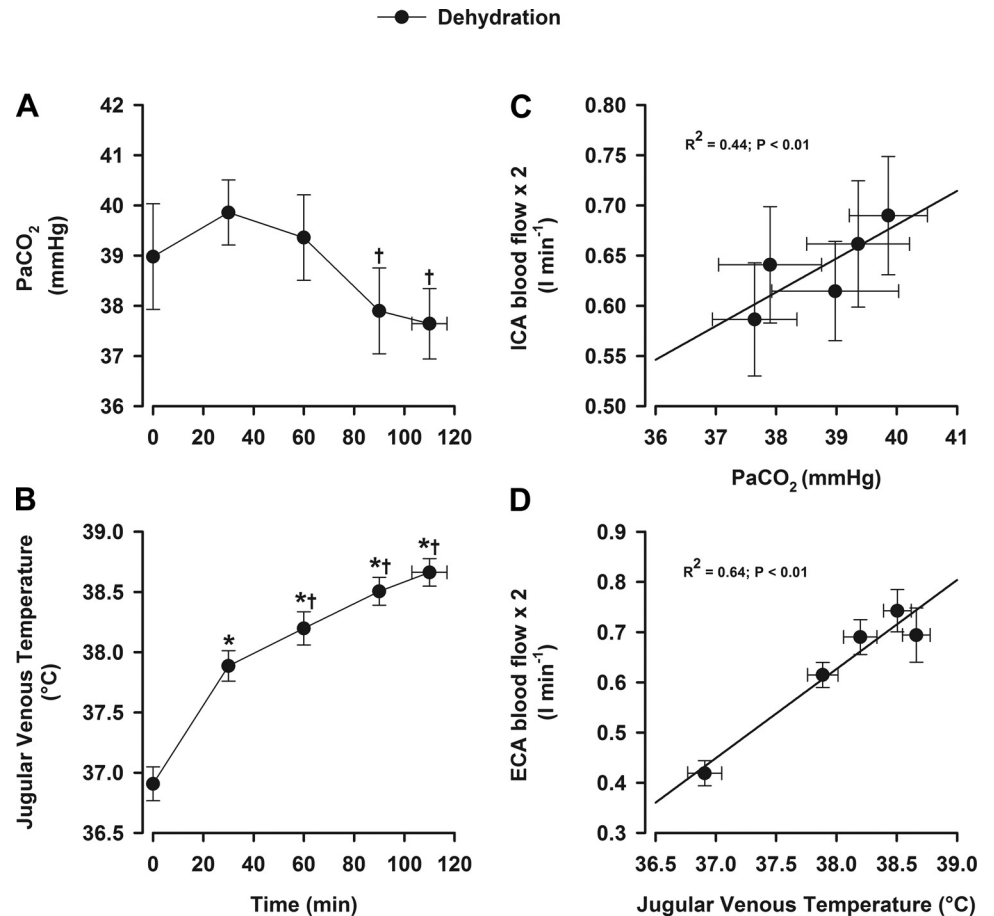 Dehydration
A
PaCO2
(mmHg)
42
41
40
39
38
37
36
0 20 40 60 80 100 120
†
†
C
ICA blood flow x 2
(l min-1)
0.80
0.75
0.70
0.65
0.60
0.55
0.50
R2 = 0.44; P < 0.01
36 37 38 39 40 41
PaCO2 (mmHg)
B
Jugular Venous Temperature
(°C)
39.0
38.5
38.0
37.5
37.0
36.5
*
*†
*†
*†
0 20 40 60 80 100 120
Time (min)
D
ECA blood flow x 2
(l min-1)
0.9
0.8
0.7
0.6
0.5
0.4
0.3
R2 = 0.64; P < 0.01
36.5 37.0 37.5 38.0 38.5 39.0
Jugular Venous Temperature (°C)